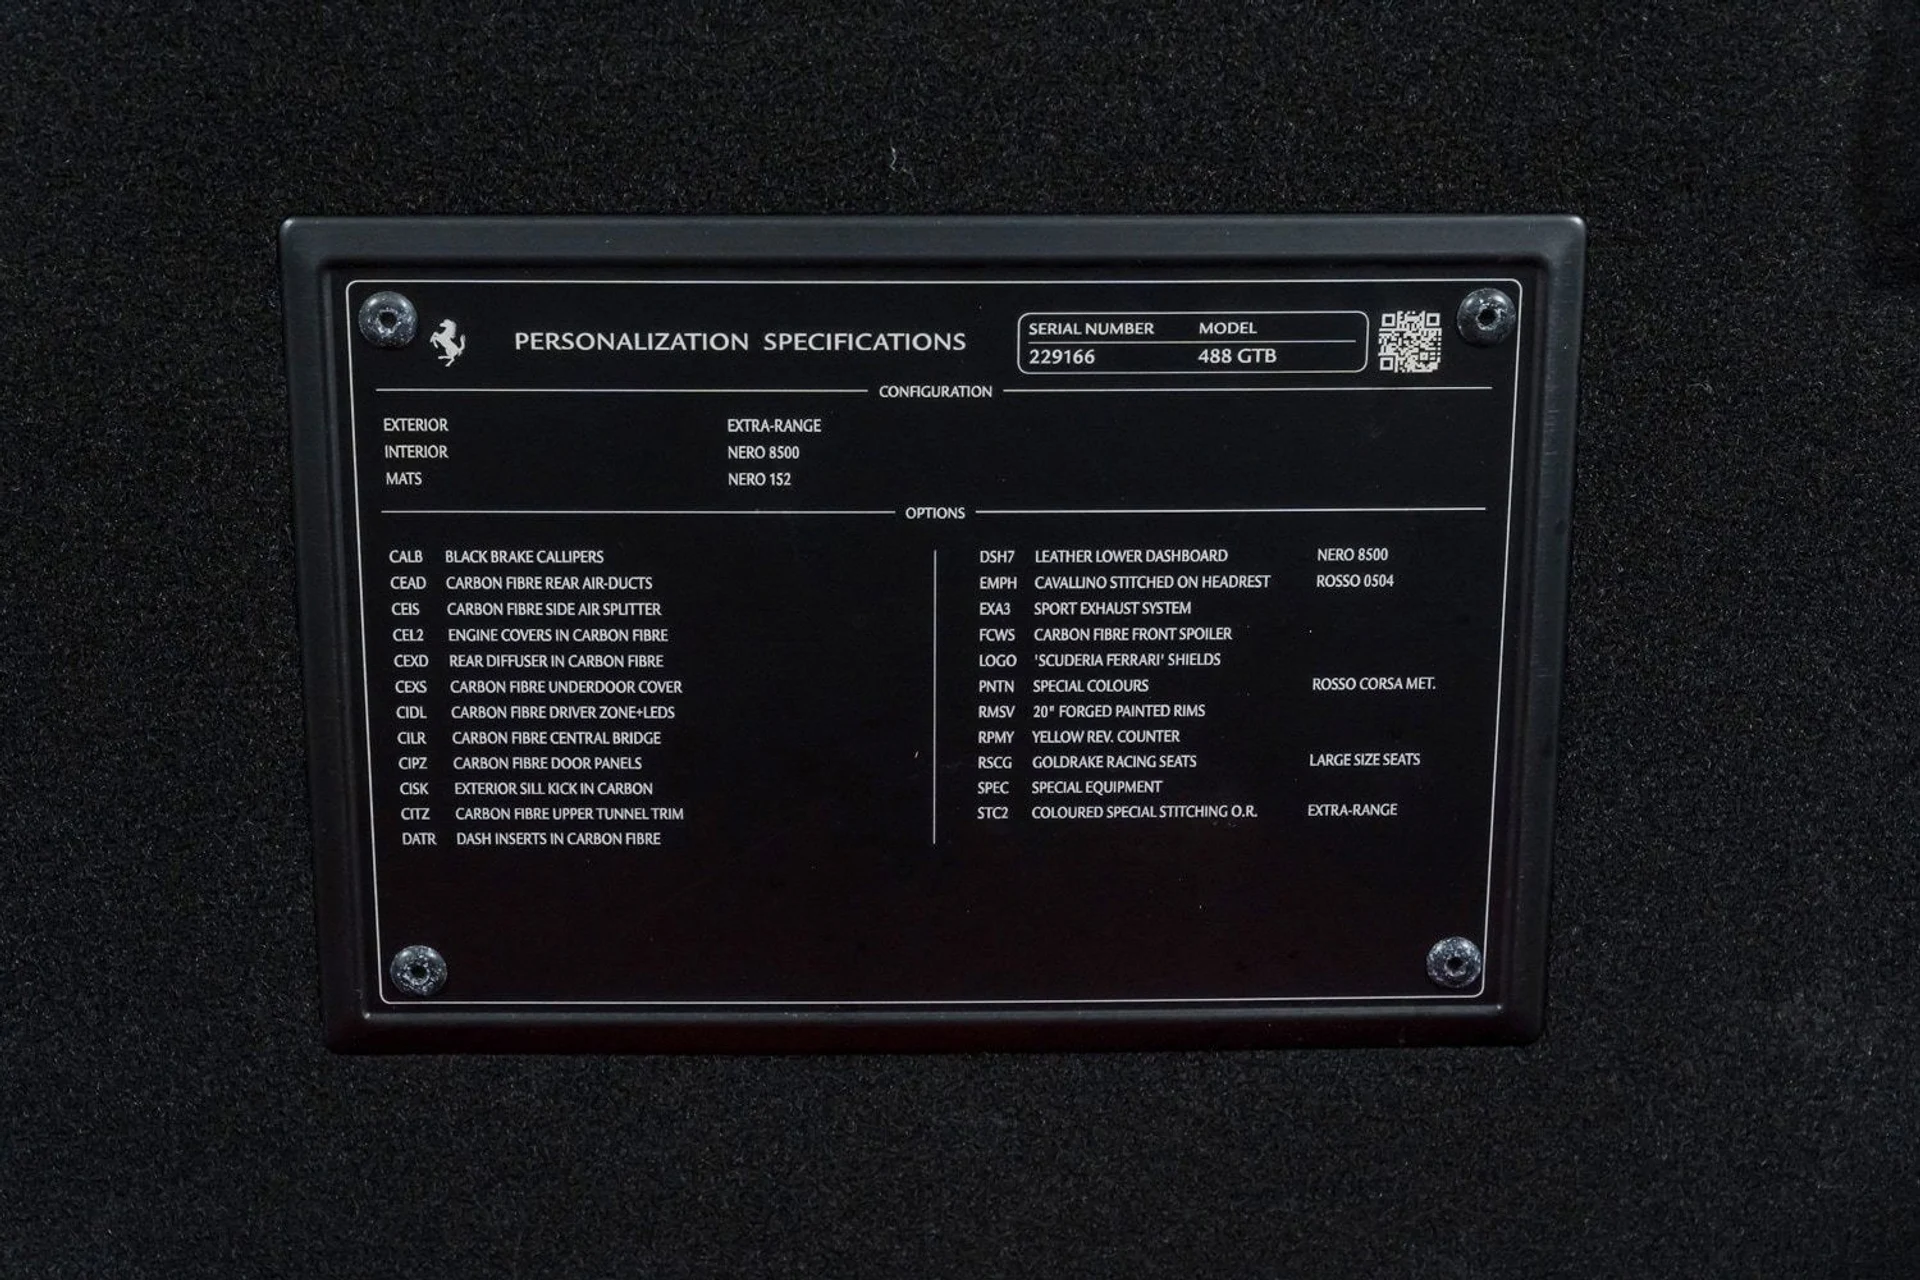 PERSONALIZATION SPECIFICATIONS
SERIAL NUMBER MODEL
229166 488 GTB
CONFIGURATION
EXTERIOR EXTRA-RANGE
INTERIOR NERO 8500
MATS NERO 152
OPTIONS
CALB BLACK BRAKE CALLIPERS
CEAD CARBON FIBRE REAR AIR-DUCTS
CEIS CARBON FIBRE SIDE AIR SPLITTER
CEL2 ENGINE COVERS IN CARBON FIBRE
CEXD REAR DIFFUSER IN CARBON FIBRE
CEXS CARBON FIBRE UNDERDOOR COVER
CIDL CARBON FIBRE DRIVER ZONE+LEDS
CILR CARBON FIBRE CENTRAL BRIDGE
CIPZ CARBON FIBRE DOOR PANELS
CISK EXTERIOR SILL KICK IN CARBON
CITZ CARBON FIBRE UPPER TUNNEL TRIM
DATR DASH INSERTS IN CARBON FIBRE
DSH7 LEATHER LOWER DASHBOARD NERO 8500
EMPH CAVALLINO STITCHED ON HEADREST ROSSO 0504
EXA3 SPORT EXHAUST SYSTEM
FCWS CARBON FIBRE FRONT SPOILER
LOGO 'SCUDERIA FERRARI' SHIELDS
PNTN SPECIAL COLOURS ROSSO CORSA MET.
RMSV 20" FORGED PAINTED RIMS
RPMY YELLOW REV. COUNTER
RSCG GOLDRAKE RACING SEATS LARGE SIZE SEATS
SPEC SPECIAL EQUIPMENT
STC2 COLOURED SPECIAL STITCHING O.R. EXTRA-RANGE